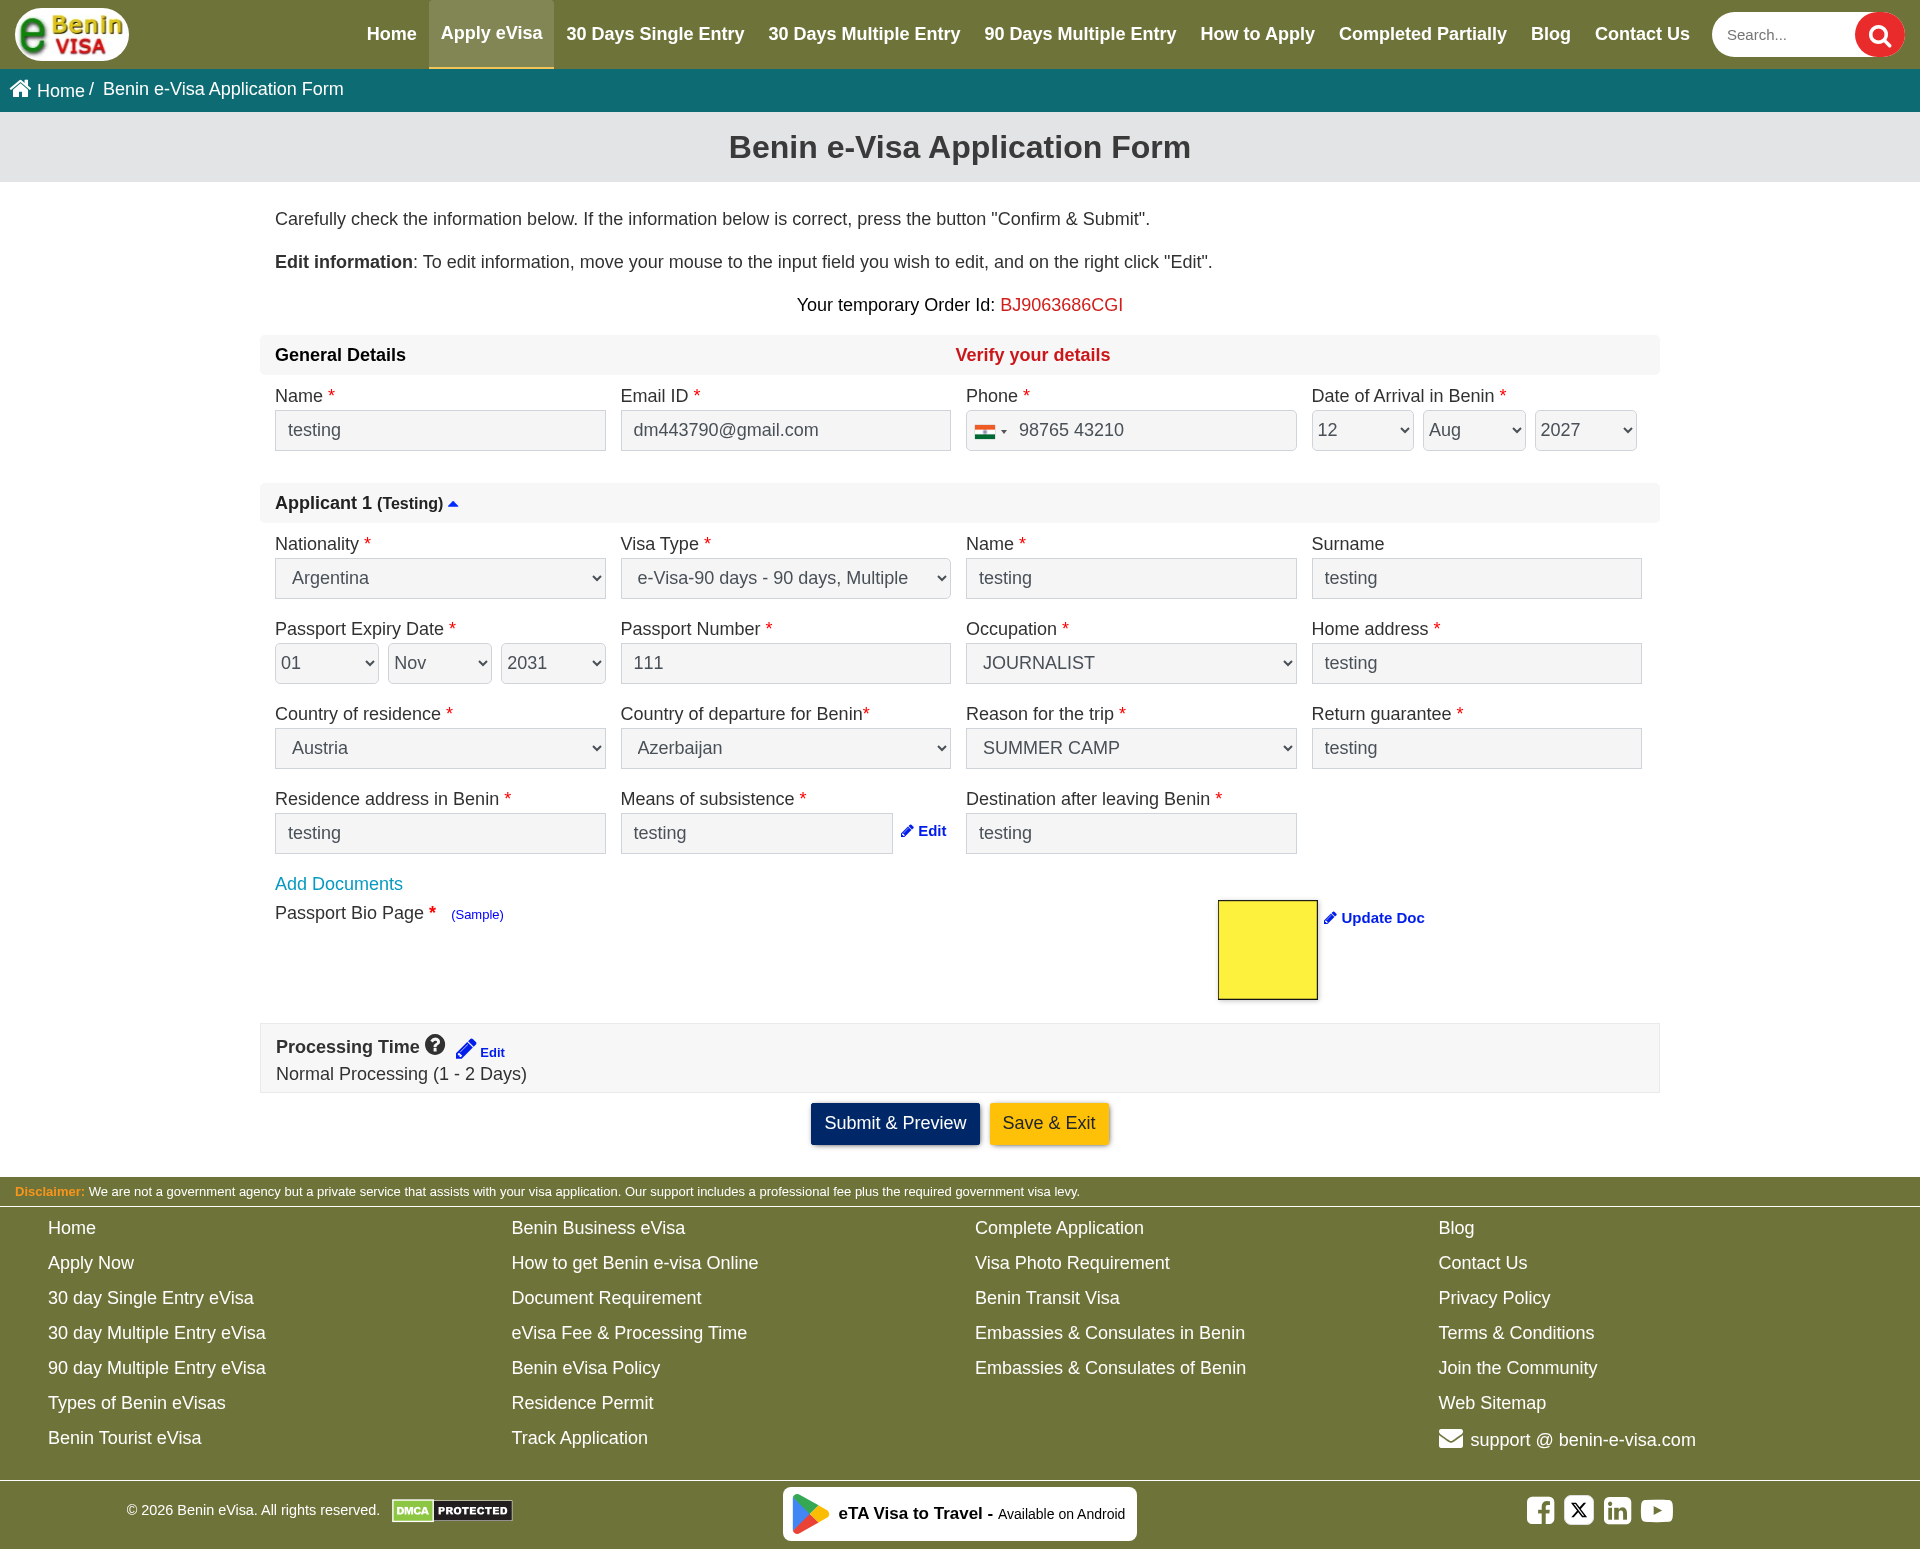 e Benin VISA
Home Apply eVisa 30 Days Single Entry 30 Days Multiple Entry 90 Days Multiple Entry How to Apply Completed Partially Blog Contact Us Search...
Home / Benin e-Visa Application Form
Benin e-Visa Application Form
Carefully check the information below. If the information below is correct, press the button "Confirm & Submit".
Edit information: To edit information, move your mouse to the input field you wish to edit, and on the right click "Edit".
Your temporary Order Id: BJ9063686CGI
General Details Verify your details
Name * Email ID * Phone * Date of Arrival in Benin *
testing dm443790@gmail.com 98765 43210 12 Aug 2027
Applicant 1 (Testing)
Nationality * Visa Type * Name * Surname
Argentina e-Visa-90 days - 90 days, Multiple testing testing
Passport Expiry Date * Passport Number * Occupation * Home address *
01 Nov 2031 111 JOURNALIST testing
Country of residence * Country of departure for Benin* Reason for the trip * Return guarantee *
Austria Azerbaijan SUMMER CAMP testing
Residence address in Benin * Means of subsistence * Destination after leaving Benin *
testing testing Edit testing
Add Documents
Passport Bio Page * (Sample) Update Doc
Processing Time ? Edit
Normal Processing (1 - 2 Days)
Submit & Preview Save & Exit
Disclaimer: We are not a government agency but a private service that assists with your visa application. Our support includes a professional fee plus the required government visa levy.
Home Benin Business eVisa Complete Application Blog
Apply Now How to get Benin e-visa Online Visa Photo Requirement Contact Us
30 day Single Entry eVisa Document Requirement Benin Transit Visa Privacy Policy
30 day Multiple Entry eVisa eVisa Fee & Processing Time Embassies & Consulates in Benin Terms & Conditions
90 day Multiple Entry eVisa Benin eVisa Policy Embassies & Consulates of Benin Join the Community
Types of Benin eVisas Residence Permit Web Sitemap
Benin Tourist eVisa Track Application support @ benin-e-visa.com
© 2026 Benin eVisa. All rights reserved. DMCA PROTECTED eTA Visa to Travel - Available on Android